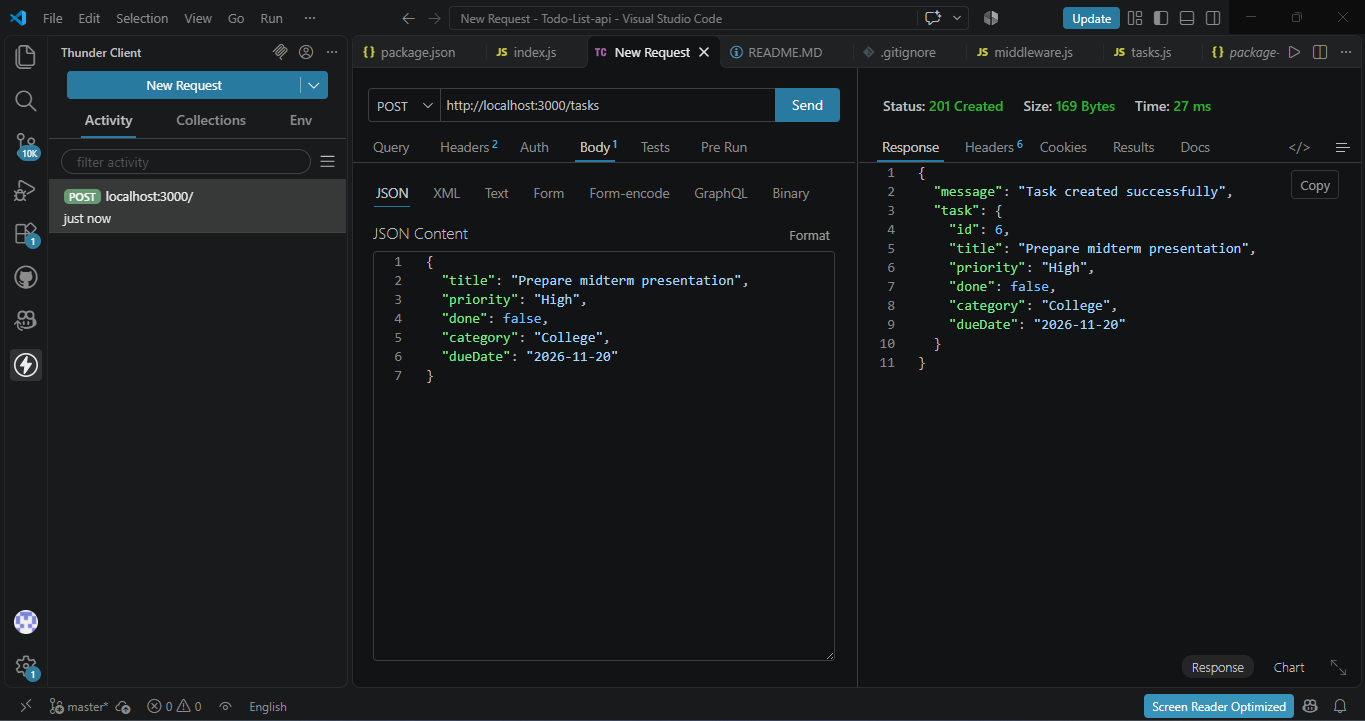 File Edit Selection View Go Run ··· New Request - Todo-List-api - Visual Studio Code Update
Thunder Client
New Request
Activity Collections Env
filter activity
POST localhost:3000/
just now
10K
1
1
{} package.json JS index.js TC New Request README.MD .gitignore JS middleware.js JS tasks.js {} package-
POST http://localhost:3000/tasks Send
Query Headers 2 Auth Body 1 Tests Pre Run
JSON XML Text Form Form-encode GraphQL Binary
JSON Content Format
1 {
2 "title": "Prepare midterm presentation",
3 "priority": "High",
4 "done": false,
5 "category": "College",
6 "dueDate": "2026-11-20"
7 }
Status: 201 Created Size: 169 Bytes Time: 27 ms
Response Headers 6 Cookies Results Docs </>
Copy
1 {
2 "message": "Task created successfully",
3 "task": {
4 "id": 6,
5 "title": "Prepare midterm presentation",
6 "priority": "High",
7 "done": false,
8 "category": "College",
9 "dueDate": "2026-11-20"
10 }
11 }
Response Chart
master* 0 0 English Screen Reader Optimized